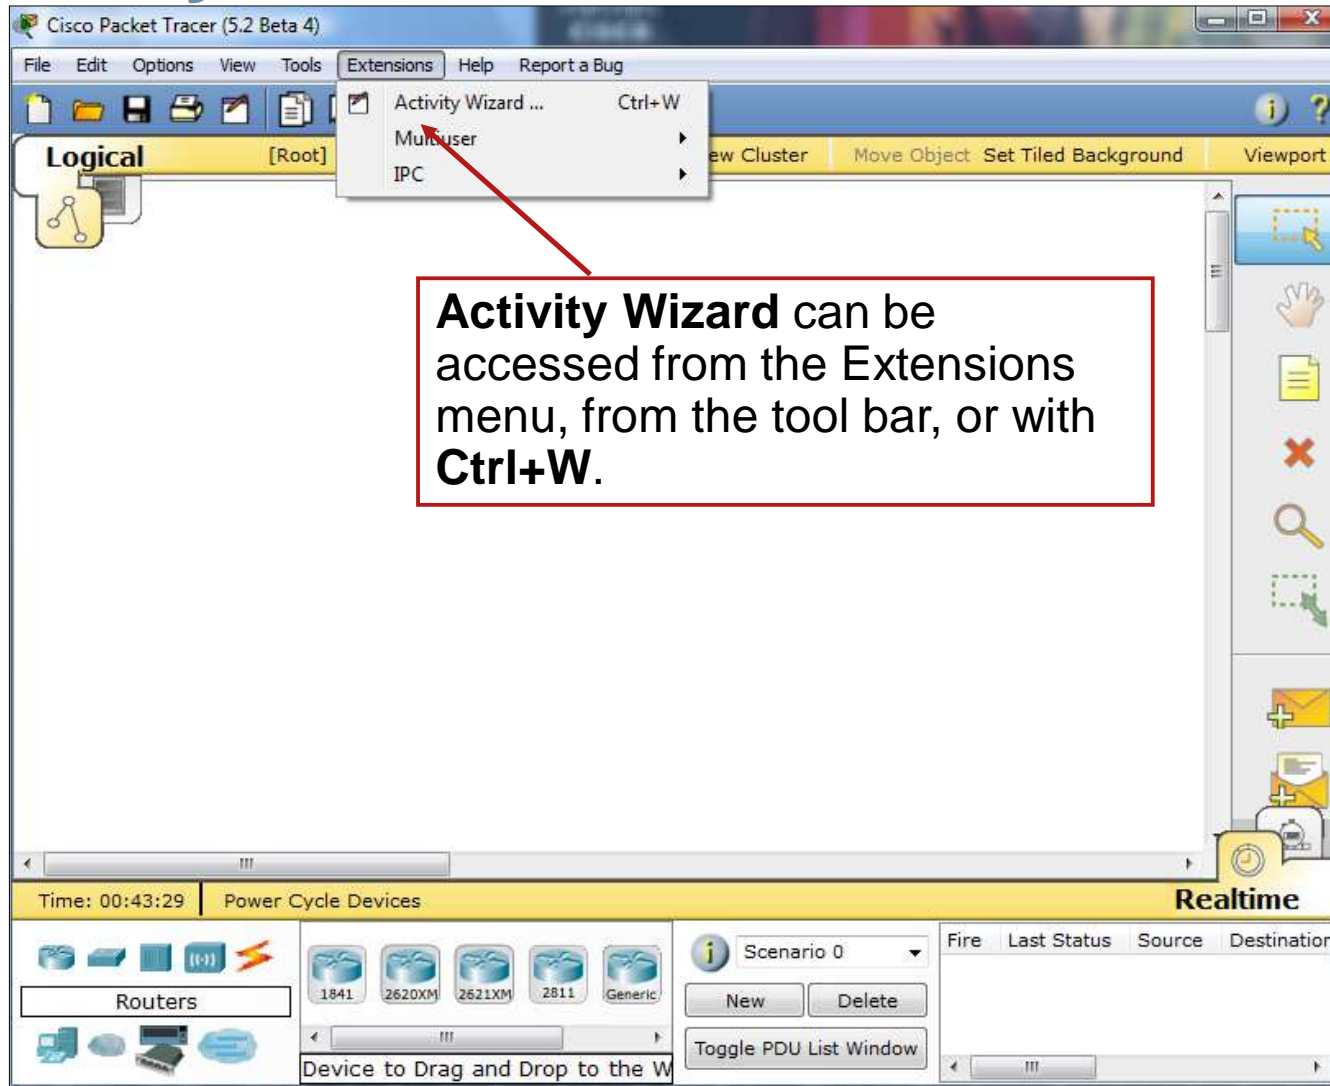 Cisco Packet Tracer (5.2 Beta 4)
File Edit Options View Tools Extensions Help Report a Bug
Activity Wizard ... Ctrl+W
Multiuser
IPC
Logical [Root] ew Cluster Move Object Set Tiled Background Viewport
Activity Wizard can be
accessed from the Extensions
menu, from the tool bar, or with
Ctrl+W.
Time: 00:43:29 Power Cycle Devices Realtime
Routers
1841 2620XM 2621XM 2811 Generic
Device to Drag and Drop to the W
Scenario 0
New Delete
Toggle PDU List Window
Fire Last Status Source Destination